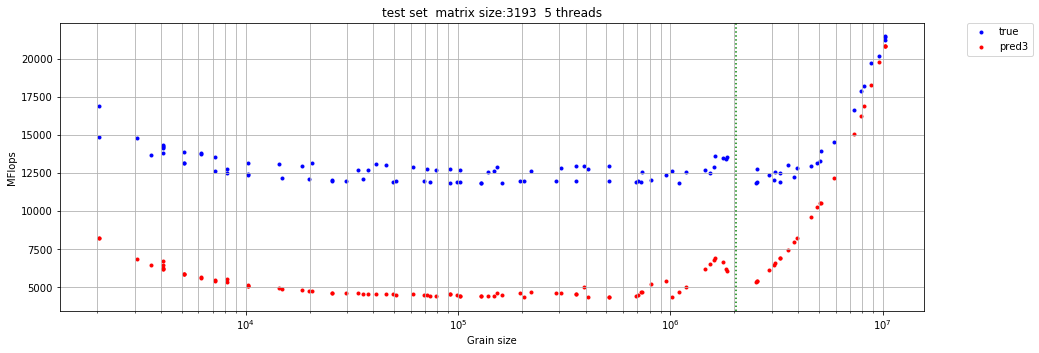 test set  matrix size:3193  5 threads
true
pred3
20000
17500
15000
12500
10000
7500
5000
MFlops
10^4
10^5
10^6
10^7
Grain size